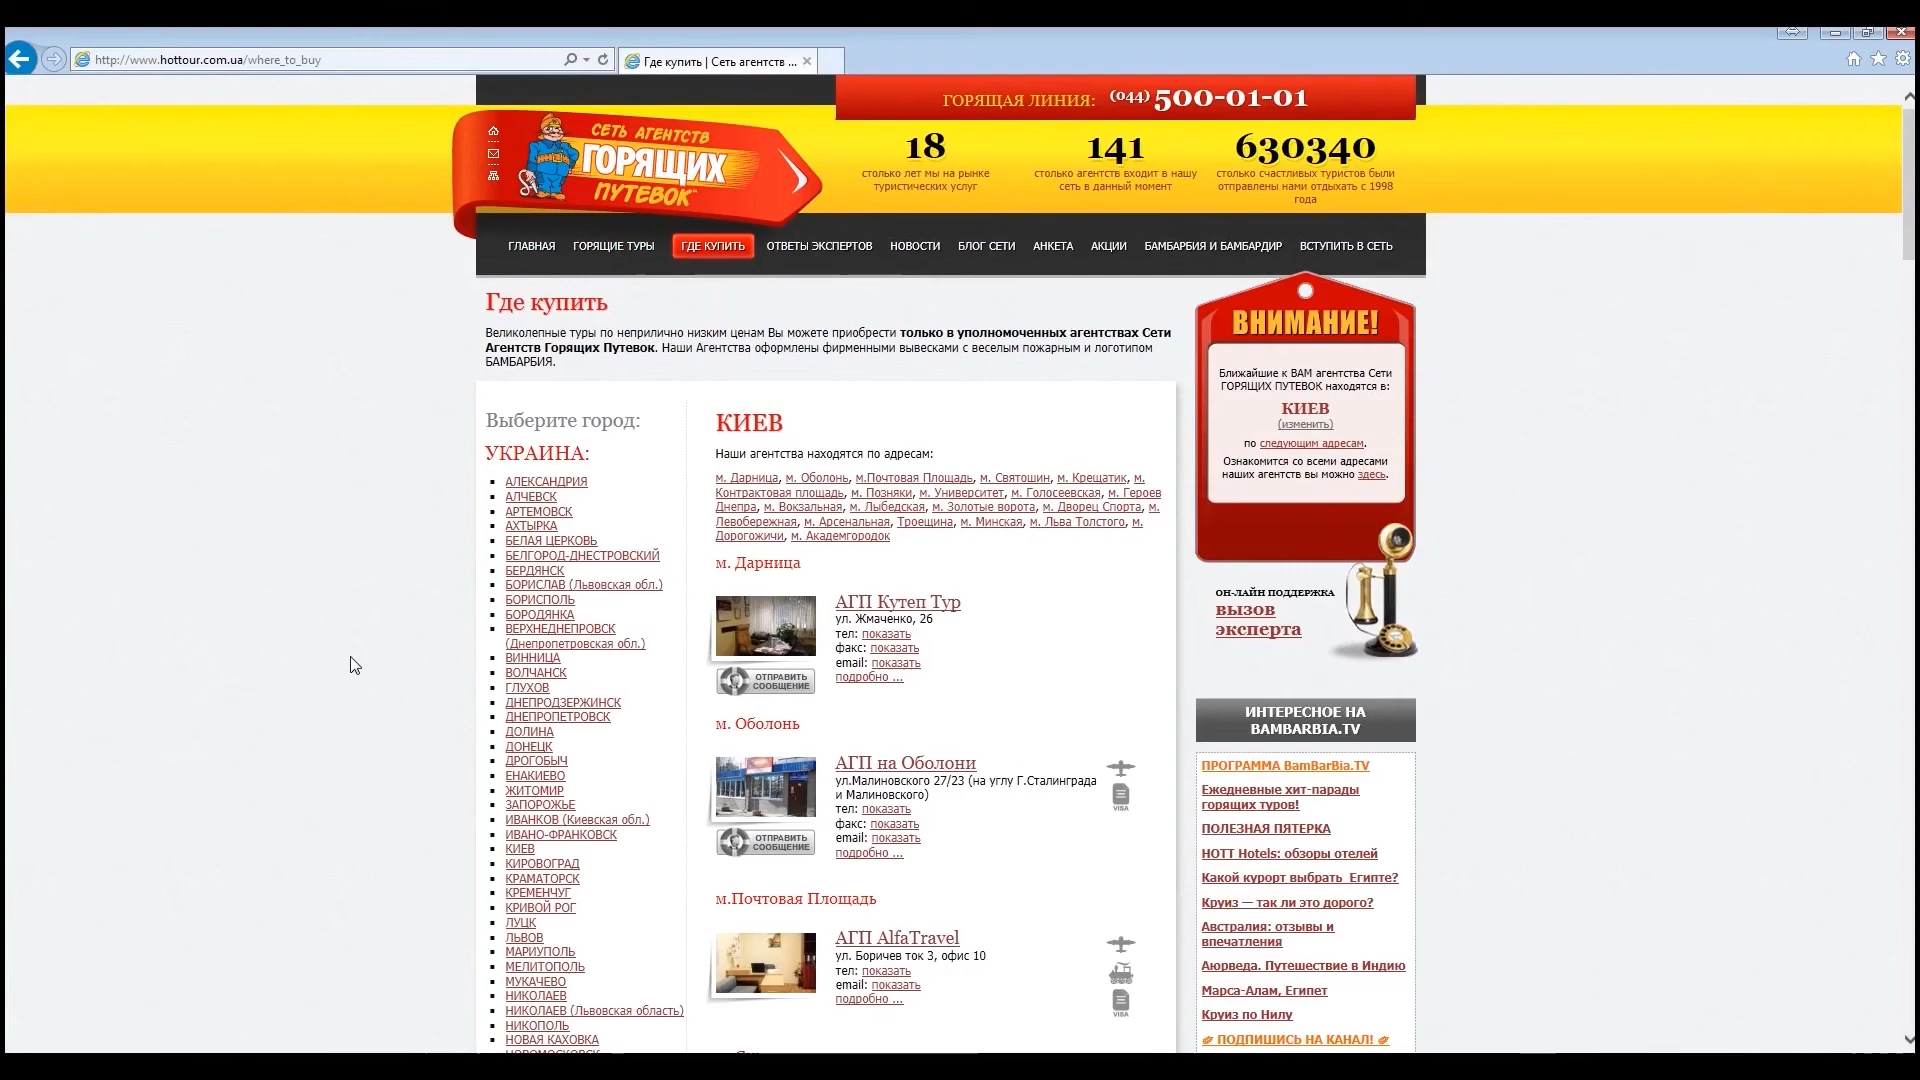 http://www.hottour.com.ua/where_to_buy
Где купить | Сеть агентств ...
ГОРЯЩАЯ ЛИНИЯ: (044) 500-01-01
СЕТЬ АГЕНТСТВ
ГОРЯЩИХ
ПУТЕВОК
18
столько лет мы на рынке
туристических услуг
141
столько агентств входит в нашу
сеть в данный момент
630340
столько счастливых туристов были
отправлены нами отдыхать с 1998
года
ГЛАВНАЯ ГОРЯЩИЕ ТУРЫ ГДЕ КУПИТЬ ОТВЕТЫ ЭКСПЕРТОВ НОВОСТИ БЛОГ СЕТИ АНКЕТА АКЦИИ БАМБАРБИЯ И БАМБАРДИР ВСТУПИТЬ В СЕТЬ
Где купить
Великолепные туры по неприлично низким ценам Вы можете приобрести только в уполномоченных агентствах Сети
Агентств Горящих Путевок. Наши Агентства оформлены фирменными вывесками с веселым пожарным и логотипом
БАМБАРБИЯ.
Выберите город:
УКРАИНА:
АЛЕКСАНДРИЯ
АЛЧЕВСК
АРТЕМОВСК
АХТЫРКА
БЕЛАЯ ЦЕРКОВЬ
БЕЛГОРОД-ДНЕСТРОВСКИЙ
БЕРДЯНСК
БОРИСЛАВ (Львовская обл.)
БОРИСПОЛЬ
БОРОДЯНКА
ВЕРХНЕДНЕПРОВСК
(Днепропетровская обл.)
ВИННИЦА
ВОЛЧАНСК
ГЛУХОВ
ДНЕПРОДЗЕРЖИНСК
ДНЕПРОПЕТРОВСК
ДОЛИНА
ДОНЕЦК
ДРОГОБЫЧ
ЕНАКИЕВО
ЖИТОМИР
ЗАПОРОЖЬЕ
ИВАНКОВ (Киевская обл.)
ИВАНО-ФРАНКОВСК
КИЕВ
КИРОВОГРАД
КРАМАТОРСК
КРЕМЕНЧУГ
КРИВОЙ РОГ
ЛУЦК
ЛЬВОВ
МАРИУПОЛЬ
МЕЛИТОПОЛЬ
МУКАЧЕВО
НИКОЛАЕВ
НИКОЛАЕВ (Львовская область)
НИКОПОЛЬ
НОВАЯ КАХОВКА
КИЕВ
Наши агентства находятся по адресам:
м. Дарница, м. Оболонь, м.Почтовая Площадь, м. Святошин, м. Крещатик, м.
Контрактовая площадь, м. Позняки, м. Университет, м. Голосеевская, м. Героев
Днепра, м. Вокзальная, м. Лыбедская, м. Золотые ворота, м. Дворец Спорта, м.
Левобережная, м. Арсенальная, Троещина, м. Минская, м. Льва Толстого, м.
Дорогожичи, м. Академгородок
м. Дарница
АГП Кутеп Тур
ул. Жмаченко, 26
тел: показать
факс: показать
email: показать
подробно ...
ОТПРАВИТЬ
СООБЩЕНИЕ
м. Оболонь
АГП на Оболони
ул.Малиновского 27/23 (на углу Г.Сталинграда
и Малиновского)
тел: показать
факс: показать
email: показать
подробно ...
VISA
ОТПРАВИТЬ
СООБЩЕНИЕ
м.Почтовая Площадь
АГП AlfaTravel
ул. Боричев ток 3, офис 10
тел: показать
email: показать
подробно ...
VISA
ВНИМАНИЕ!
Ближайшие к ВАМ агентства Сети
ГОРЯЩИХ ПУТЕВОК находятся в:
КИЕВ
(изменить)
по следующим адресам.
Ознакомится со всеми адресами
наших агентств вы можно здесь.
ОН-ЛАЙН ПОДДЕРЖКА
вызов
эксперта
ИНТЕРЕСНОЕ НА
BAMBARBIA.TV
ПРОГРАММА BamBarBia.TV
Ежедневные хит-парады
горящих туров!
ПОЛЕЗНАЯ ПЯТЕРКА
HOTT Hotels: обзоры отелей
Какой курорт выбрать Египте?
Круиз — так ли это дорого?
Австралия: отзывы и
впечатления
Аюрведа. Путешествие в Индию
Марса-Алам, Египет
Круиз по Нилу
ПОДПИШИСЬ НА КАНАЛ!